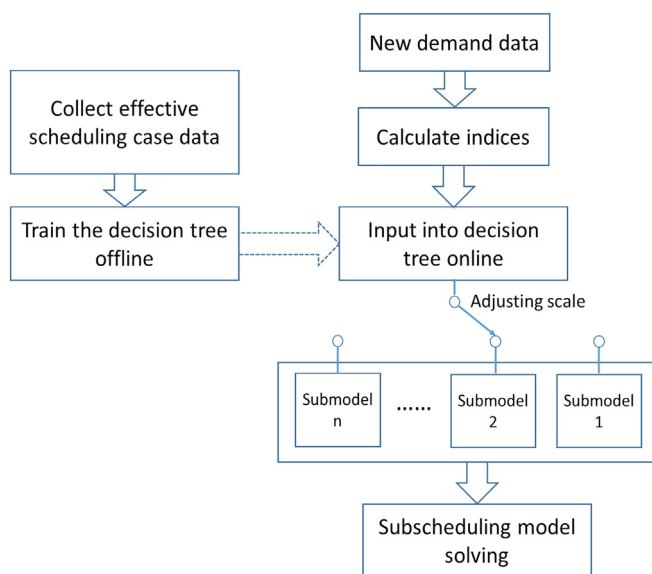 New demand data
Collect effective
scheduling case data
Calculate indices
Train the decision tree
offline
Input into decision
tree online
Adjusting scale
Submodel
n
......
Submodel
2
Submodel
1
Subscheduling model
solving